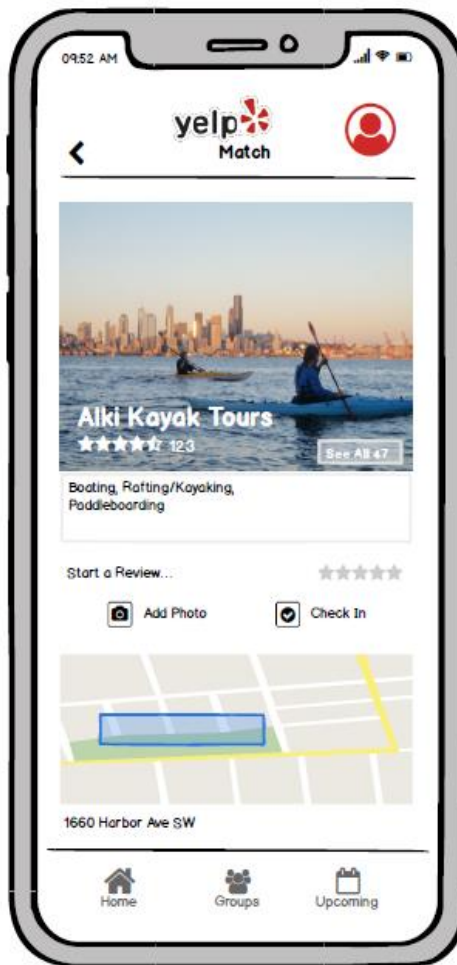 09:52 AM
yelp
Match
Alki Kayak Tours
123
See All 47
Boating, Rafting/Kayaking,
Paddleboarding
Start a Review...
Add Photo
Check In
1660 Harbor Ave SW
Home
Groups
Upcoming